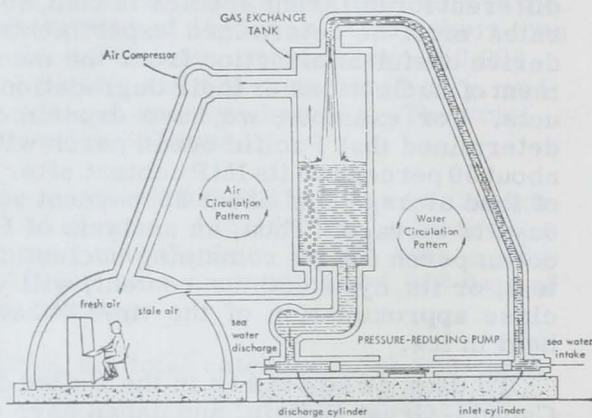 GAS EXCHANGE
TANK
Air Compressor
Air
Circulation
Pattern
Water
Circulation
Pattern
fresh air
stale air
sea
water
discharge
PRESSURE-REDUCING PUMP
sea water
intake
discharge cylinder
inlet cylinder